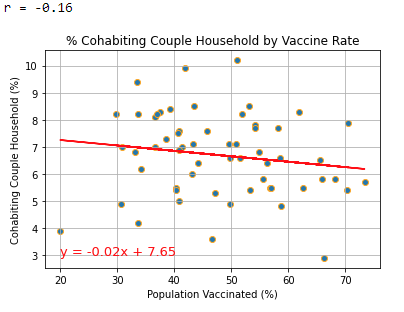 r = -0.16
% Cohabiting Couple Household by Vaccine Rate
Cohabiting Couple Household (%)
10
9
8
7
6
5
4
3
y = -0.02x + 7.65
20 30 40 50 60 70
Population Vaccinated (%)